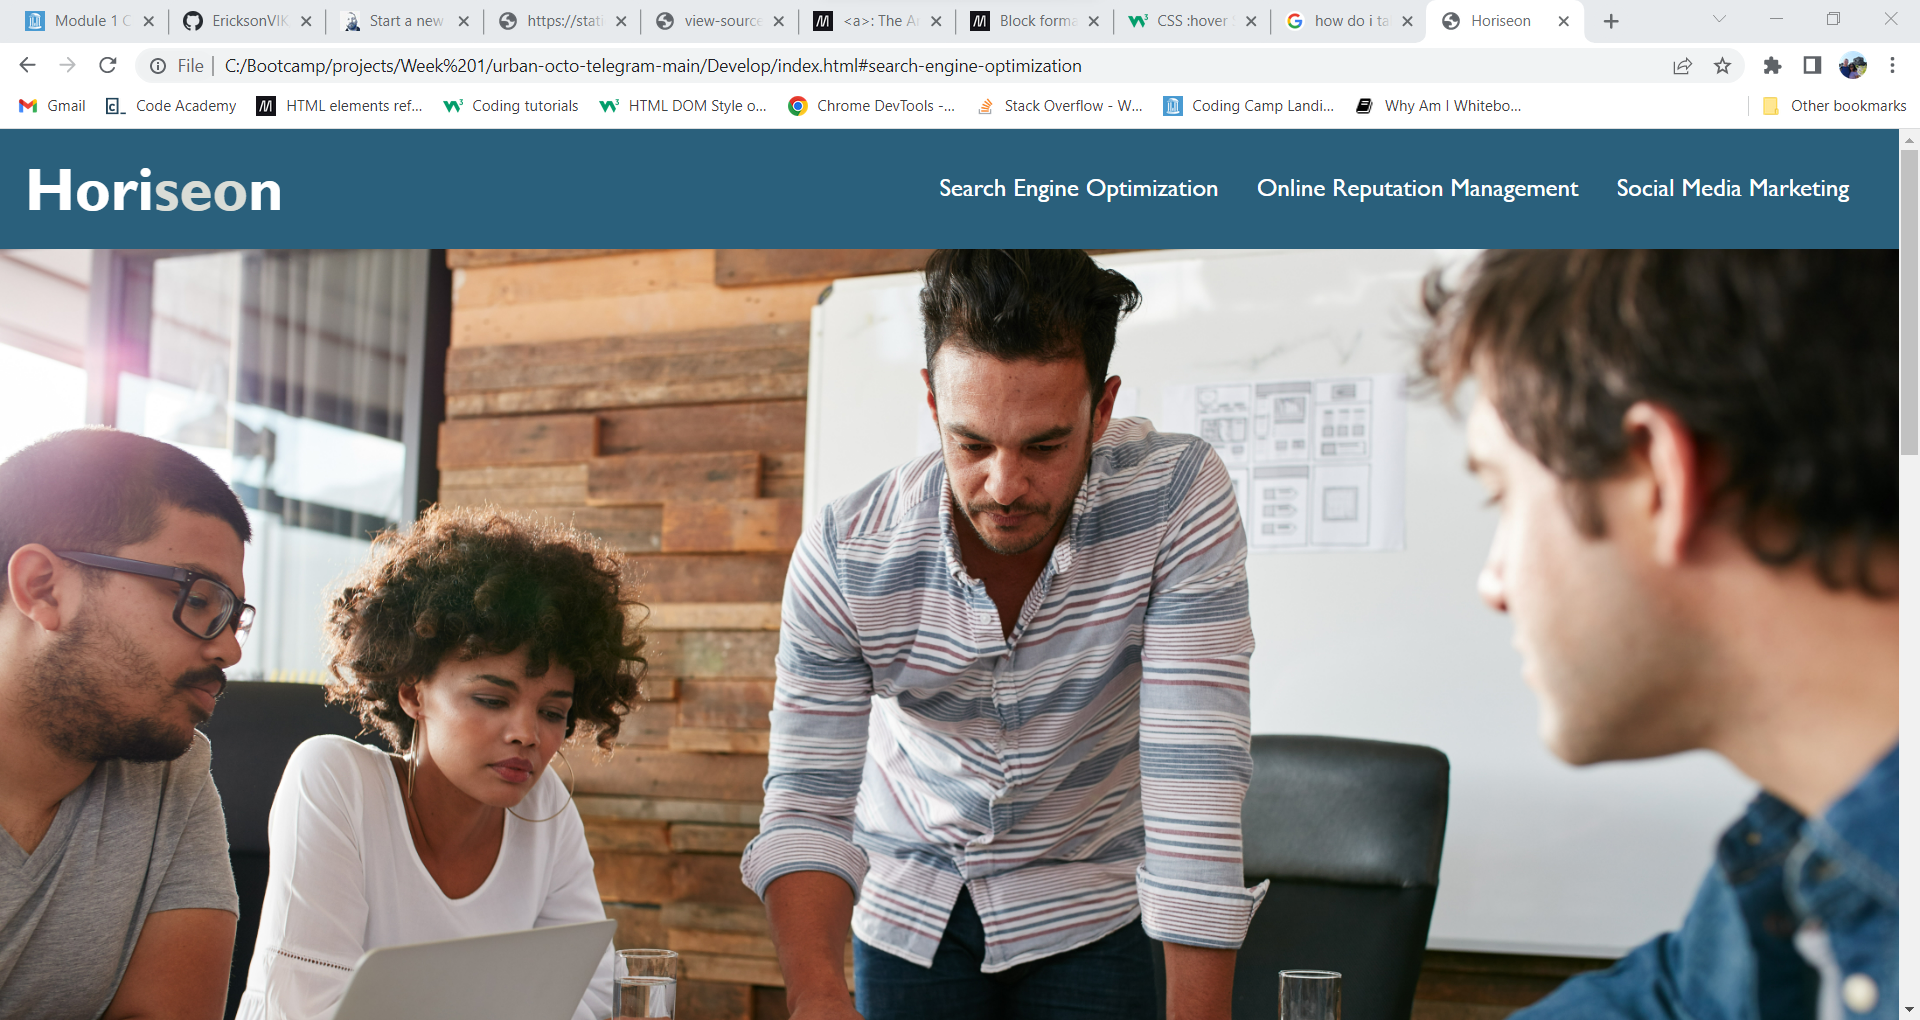 Module 1 C
EricksonVIK
Start a new
https://stati
view-source
<a>: The A
Block forma
CSS :hover
how do i ta
Horiseon
File
C:/Bootcamp/projects/Week%201/urban-octo-telegram-main/Develop/index.html#search-engine-optimization
Gmail
Code Academy
HTML elements ref...
Coding tutorials
HTML DOM Style o...
Chrome DevTools -...
Stack Overflow - W...
Coding Camp Landi...
Why Am I Whitebo...
Other bookmarks
Horiseon
Search Engine Optimization
Online Reputation Management
Social Media Marketing